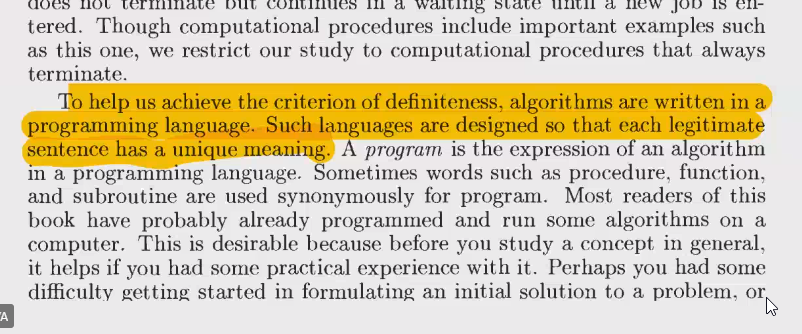 does not terminate but continues in a waiting state until a new job is en-
tered. Though computational procedures include important examples such
as this one, we restrict our study to computational procedures that always
terminate.
To help us achieve the criterion of definiteness, algorithms are written in a
programming language. Such languages are designed so that each legitimate
sentence has a unique meaning. A program is the expression of an algorithm
in a programming language. Sometimes words such as procedure, function,
and subroutine are used synonymously for program. Most readers of this
book have probably already programmed and run some algorithms on a
computer. This is desirable because before you study a concept in general,
it helps if you had some practical experience with it. Perhaps you had some
difficulty getting started in formulating an initial solution to a problem, or